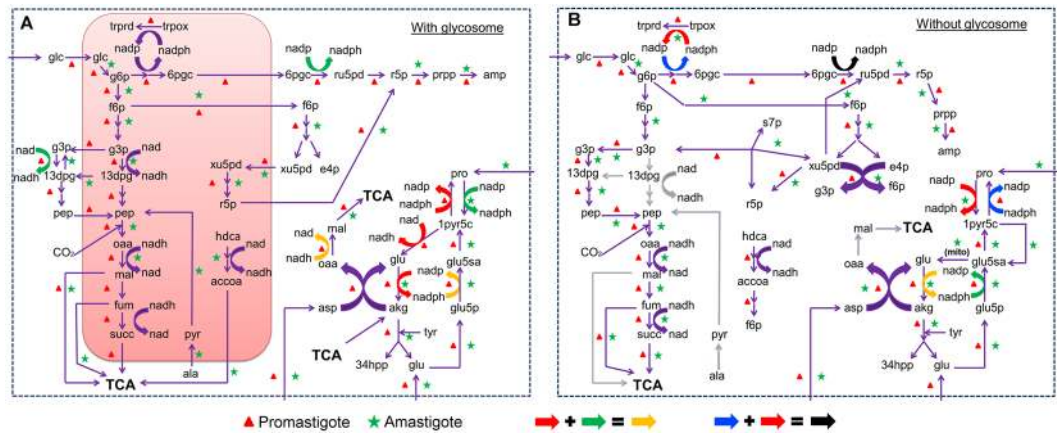 A
With glycosome
trprd
trpox
nadp
nadph
glc
glc
g6p
6pgc
6pgc
nadp
nadph
ru5pd
r5p
prpp
amp
f6p
f6p
nad
nadh
g3p
g3p
nad
nadh
13dpg
13dpg
xu5pd
xu5pd
e4p
r5p
pep
pep
CO₂
oaa
nadh
nad
mal
fum
nadh
succ
nad
hdca
nad
nadh
accoa
pyr
ala
TCA
TCA
mal
nad
nadh
oaa
asp
pro
nadp
nadph
nadp
nadph
nad
nadh
1pyr5c
glu
glu5sa
nadp
nadph
akg
glu5p
tyr
34hpp
glu
TCA
B
Without glycosome
trprd
trpox
nadp
nadph
glc
glc
g6p
6pgc
6pgc
nadp
nadph
ru5pd
r5p
prpp
amp
f6p
f6p
s7p
g3p
g3p
xu5pd
e4p
g3p
f6p
r5p
13dpg
13dpg
nad
nadh
pep
pep
CO₂
oaa
nadh
nad
mal
fum
nadh
succ
nad
hdca
nad
nadh
accoa
f6p
pyr
ala
TCA
TCA
mal
oaa
asp
pro
nadp
nadph
nadp
nadph
1pyr5c
(mito)
glu
glu5sa
nadp
nadph
akg
glu5p
tyr
34hpp
glu
Promastigote
Amastigote
+
=
+
=